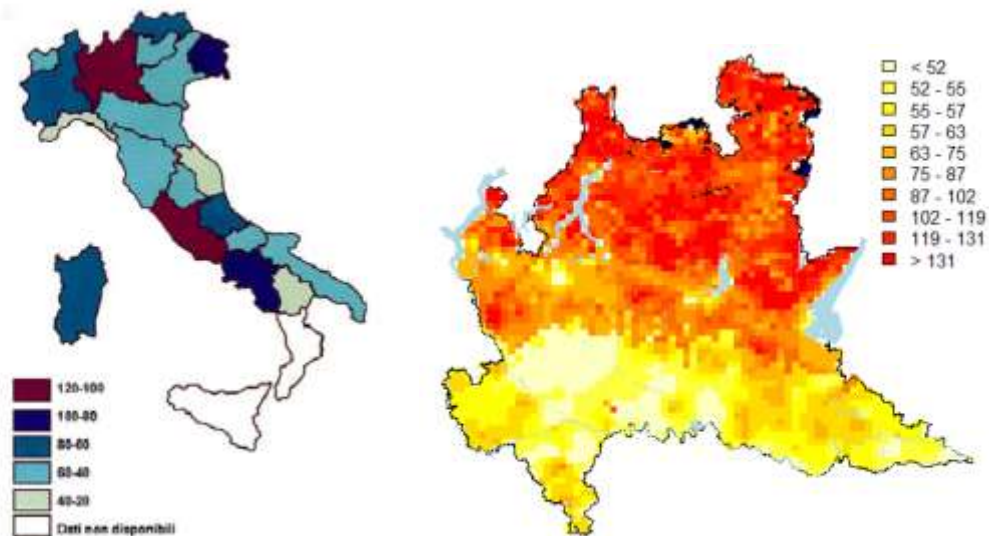 120-100
100-80
80-60
60-40
40-20
Dati non disponibili
< 52
52 - 55
55 - 57
57 - 63
63 - 75
75 - 87
87 - 102
102 - 119
119 - 131
> 131